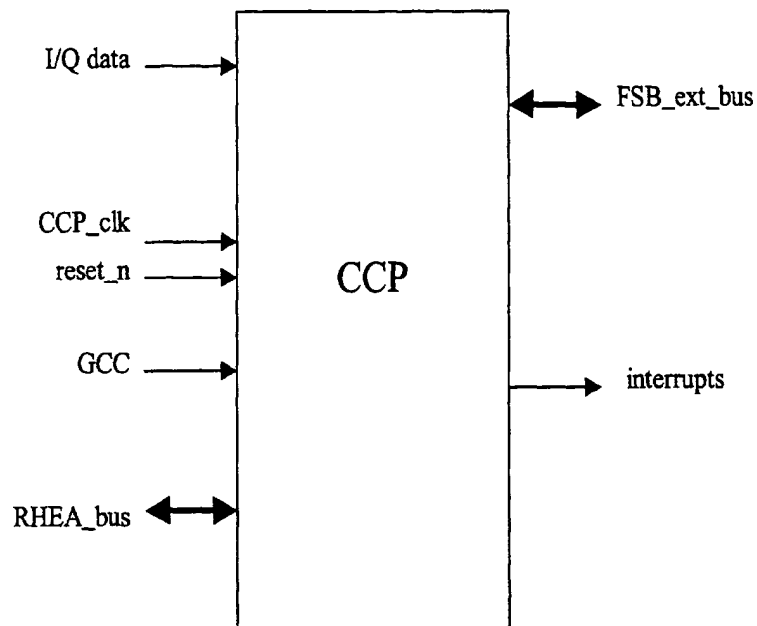 I/Q data
FSB_ext_bus
CCP_clk
reset_n
CCP
GCC
interrupts
RHEA_bus